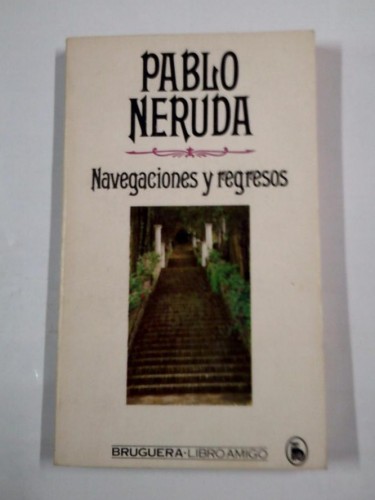 PABLO
NERUDA
Navegaciones y regresos
BRUGUERA·LIBRO AMIGO